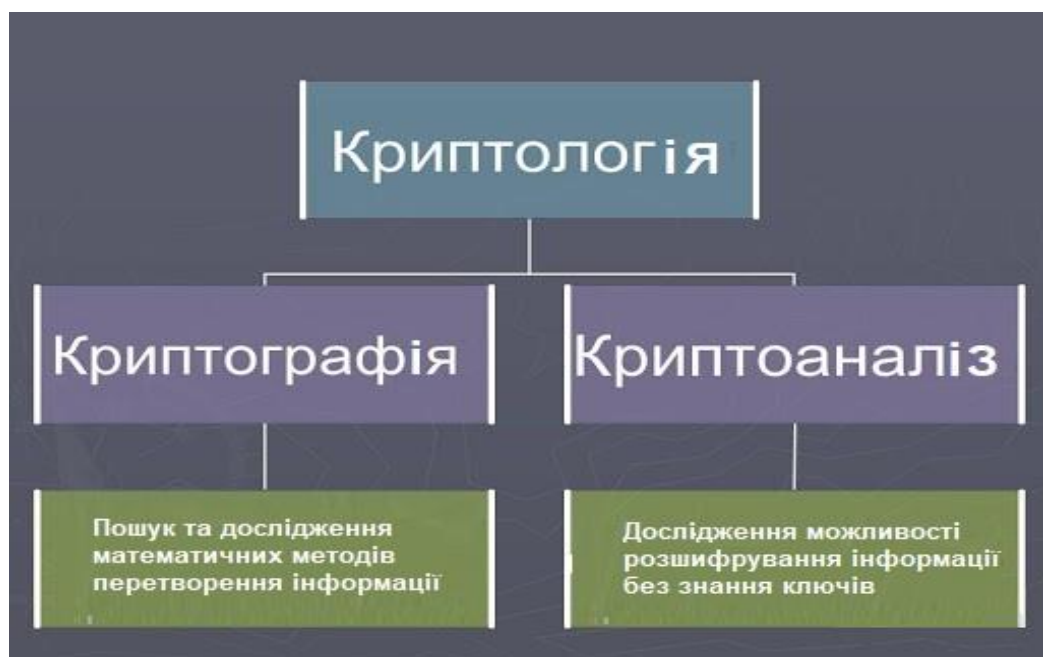 Криптологія
Криптографія
Криптоаналіз
Пошук та дослідження
математичних методів
перетворення інформації
Дослідження можливості
розшифрування інформації
без знання ключів